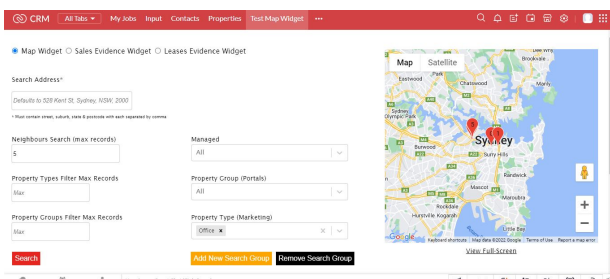 CRM All Tabs My Jobs Input Contacts Properties Test Map Widget •••
Map Widget Sales Evidence Widget Leases Evidence Widget
Search Address*
Defaults to 528 Kent St, Sydney, NSW, 2000
* Must contain street, suburb, state & postcode with each separated by comma
Neighbours Search (max records)
Managed
5
All
Property Types Filter Max Records
Property Group (Portals)
Max
All
Property Groups Filter Max Records
Property Type (Marketing)
Max
Office x
Search
Add New Search Group
Remove Search Group
Map Satellite
Brookvale
Eastwood
Chatswood
Manly
Sydney
Olympic Park
Sydney
Burwood
Surry Hills
Randwick
Mascot
Maroubra
Rockdale
Hurstville Kogarah
Little Bay
Google
Keyboard shortcuts Map data ©2022 Google Terms of Use Report a map error
View Full-Screen